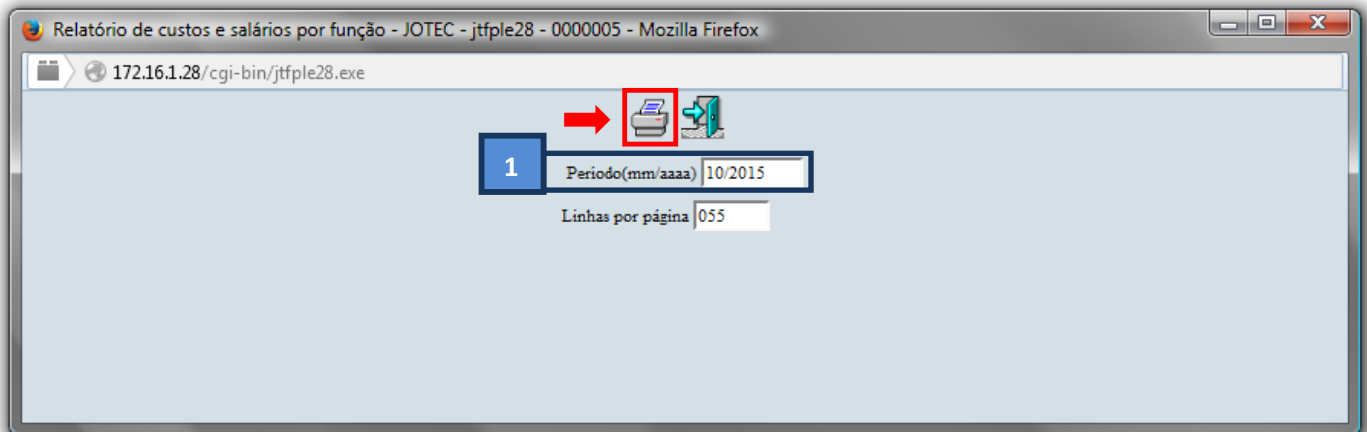 Relatório de custos e salários por função - JOTEC - jtfple28 - 0000005 - Mozilla Firefox
172.16.1.28/cgi-bin/jtfple28.exe
1
Periodo(mm/aaaa) 10/2015
Linhas por página 055